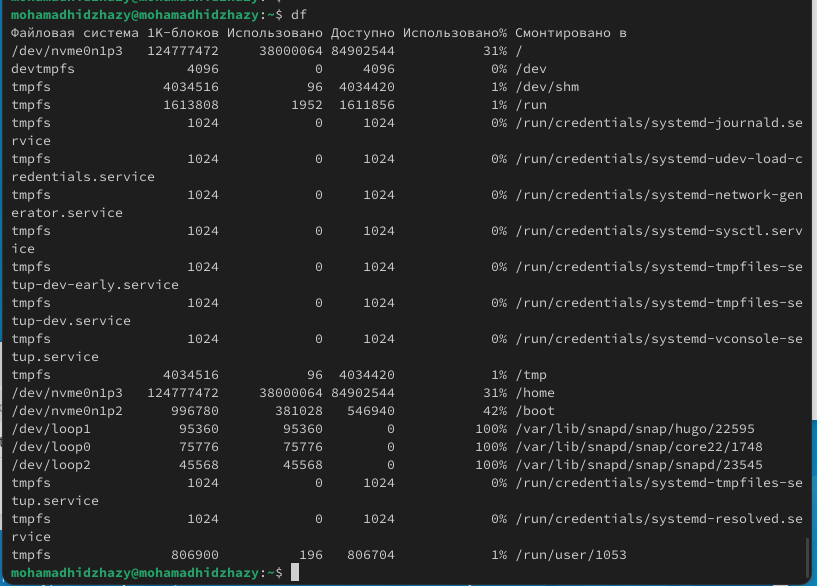 mohamadhidzhazy@mohamadhidzhazy:~$ df
Файловая система 1K-блоков Использовано Доступно Использовано% Смонтировано в
/dev/nvme0n1p3 124777472 38000064 84902544 31% /
devtmpfs 4096 0 4096 0% /dev
tmpfs 4034516 96 4034420 1% /dev/shm
tmpfs 1613808 1952 1611856 1% /run
tmpfs 1024 0 1024 0% /run/credentials/systemd-journald.se
rvice
tmpfs 1024 0 1024 0% /run/credentials/systemd-udev-load-c
redentials.service
tmpfs 1024 0 1024 0% /run/credentials/systemd-network-gen
erator.service
tmpfs 1024 0 1024 0% /run/credentials/systemd-sysctl.serv
ice
tmpfs 1024 0 1024 0% /run/credentials/systemd-tmpfiles-se
tup-dev-early.service
tmpfs 1024 0 1024 0% /run/credentials/systemd-tmpfiles-se
tup-dev.service
tmpfs 1024 0 1024 0% /run/credentials/systemd-vconsole-se
tup.service
tmpfs 4034516 96 4034420 1% /tmp
/dev/nvme0n1p3 124777472 38000064 84902544 31% /home
/dev/nvme0n1p2 996780 381028 546940 42% /boot
/dev/loop1 95360 95360 0 100% /var/lib/snapd/snap/hugo/22595
/dev/loop0 75776 75776 0 100% /var/lib/snapd/snap/core22/1748
/dev/loop2 45568 45568 0 100% /var/lib/snapd/snap/snapd/23545
tmpfs 1024 0 1024 0% /run/credentials/systemd-tmpfiles-se
tup.service
tmpfs 1024 0 1024 0% /run/credentials/systemd-resolved.se
rvice
tmpfs 806900 196 806704 1% /run/user/1053
mohamadhidzhazy@mohamadhidzhazy:~$